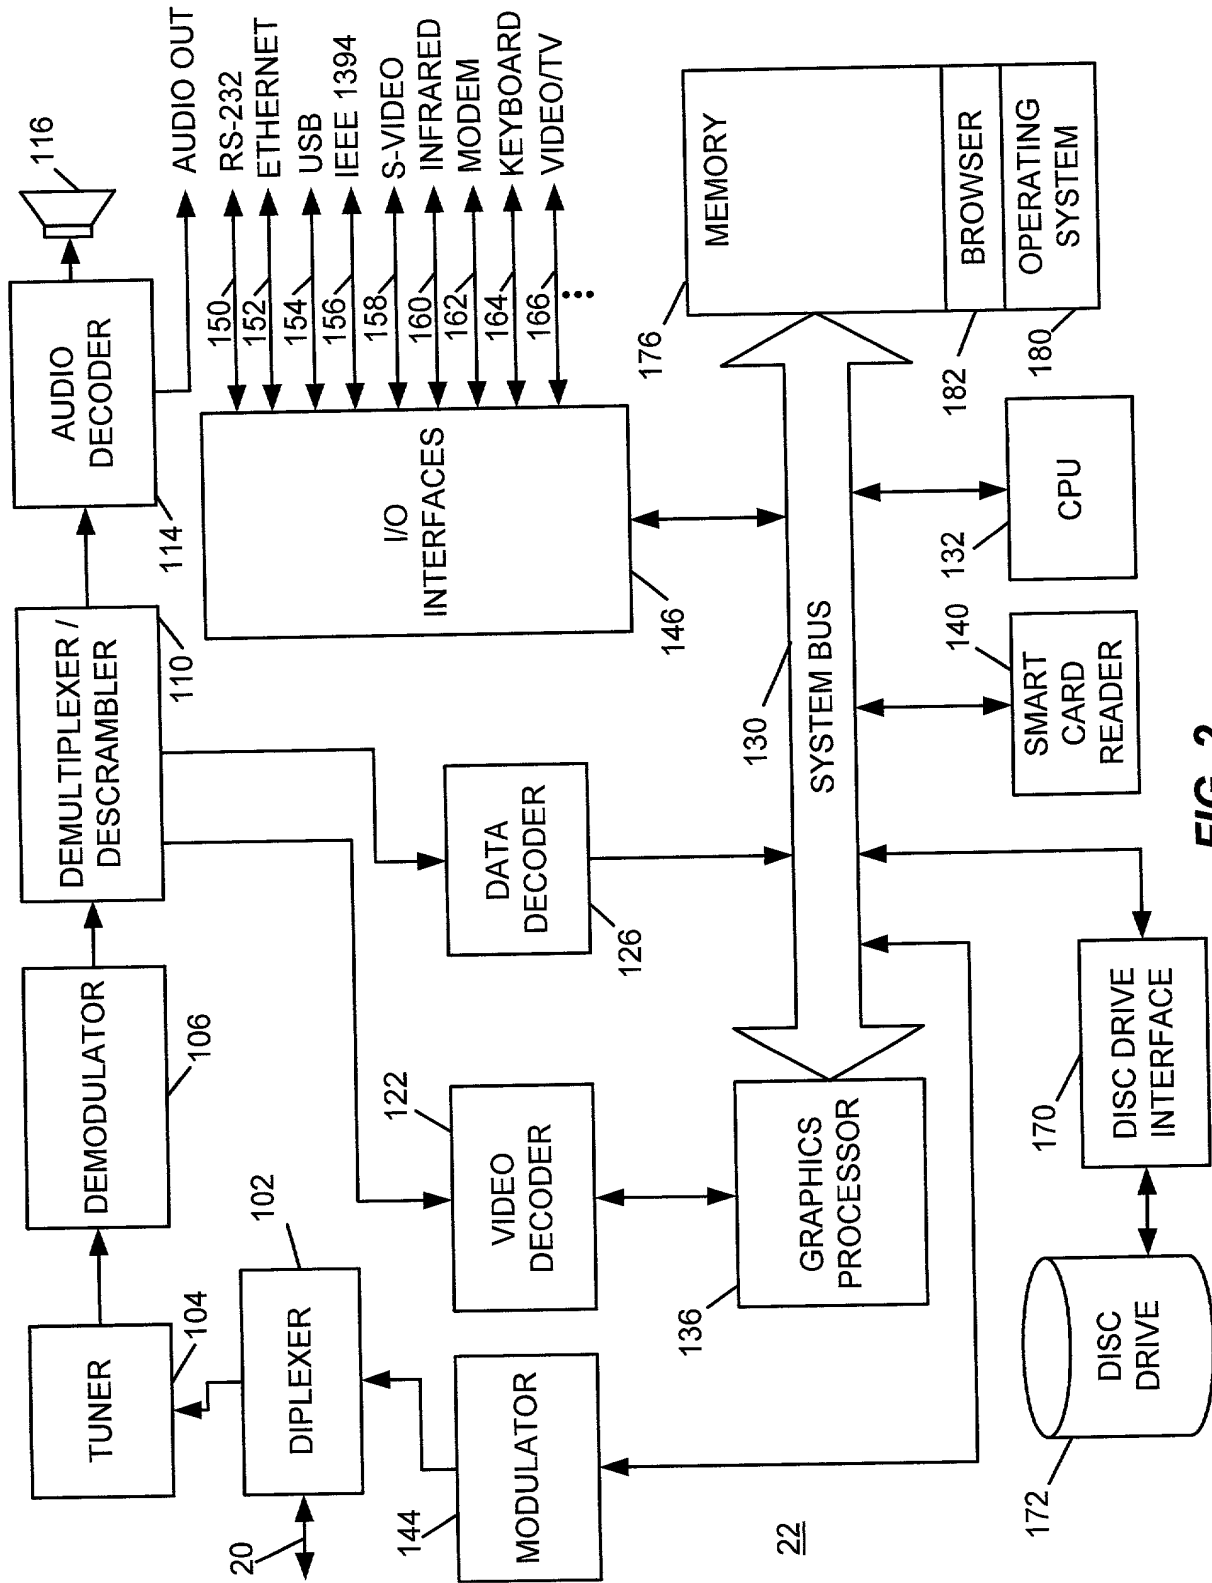 20
DIPLEXER
102
TUNER
104
DEMODULATOR
106
DEMULTIPLEXER /
DESCRAMBLER
110
AUDIO
DECODER
114
116
AUDIO OUT
144
MODULATOR
VIDEO
DECODER
122
DATA
DECODER
126
I/O
INTERFACES
146
150
RS-232
152
ETHERNET
154
USB
156
IEEE 1394
158
S-VIDEO
160
INFRARED
162
MODEM
164
KEYBOARD
166
VIDEO/TV
22
136
GRAPHICS
PROCESSOR
130
SYSTEM BUS
176
MEMORY
182
BROWSER
180
OPERATING
SYSTEM
172
DISC
DRIVE
170
DISC DRIVE
INTERFACE
140
SMART
CARD
READER
132
CPU
FIG. 2